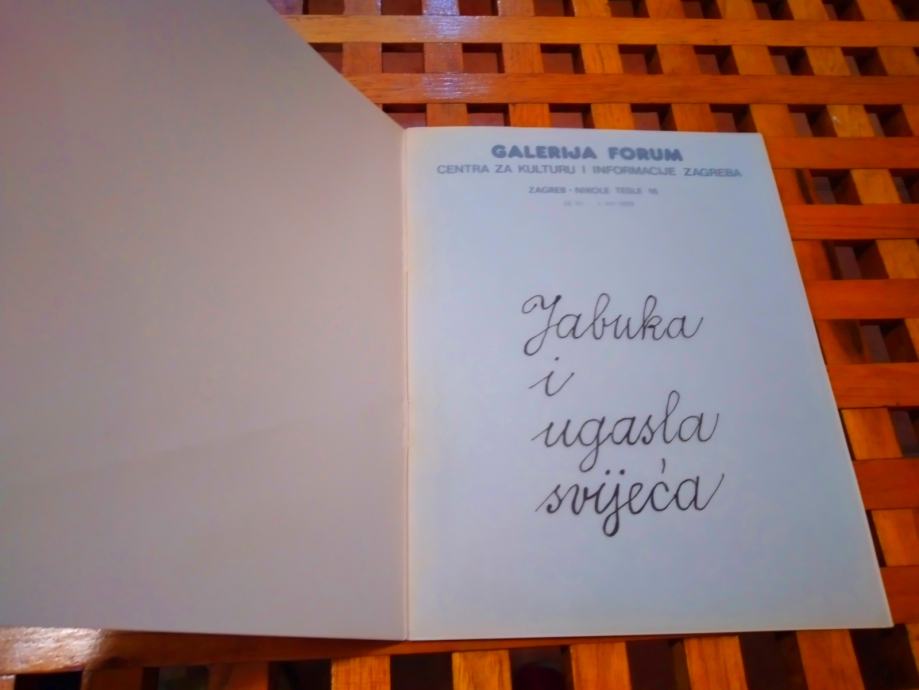 GALERIJA FORUM
CENTRA ZA KULTURU I INFORMACIJE ZAGREBA
ZAGREB · NIKOLE TESLE 16
Jabuka
i
ugasla
svijeća